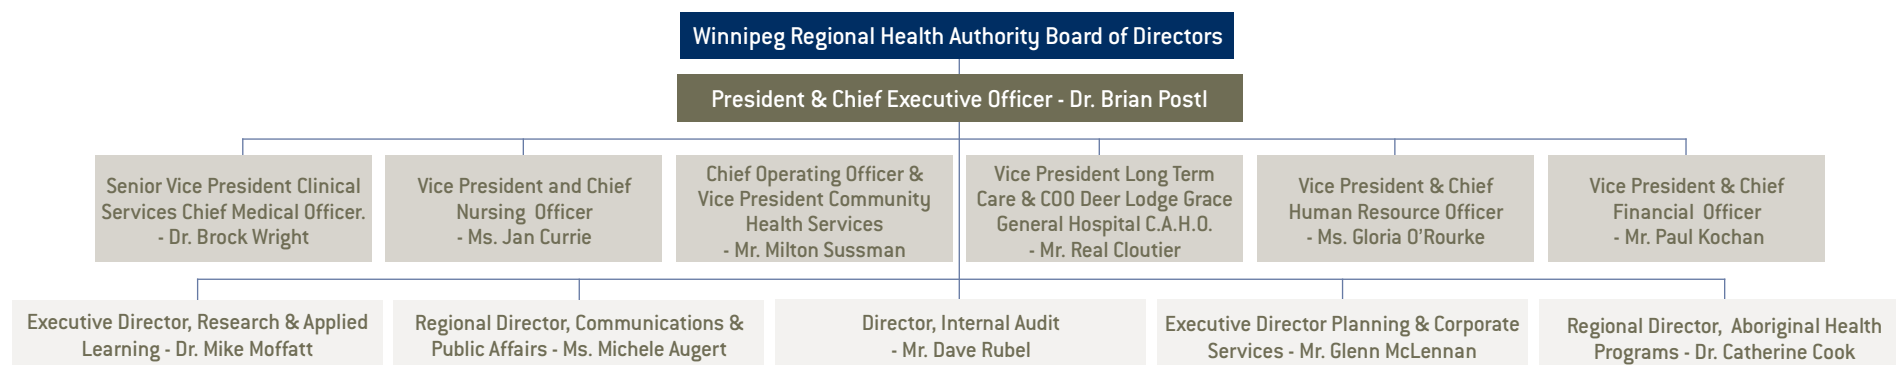 Winnipeg Regional Health Authority Board of Directors
President & Chief Executive Officer - Dr. Brian Postl
Senior Vice President Clinical
Services Chief Medical Officer.
- Dr. Brock Wright
Vice President and Chief
Nursing Officer
- Ms. Jan Currie
Chief Operating Officer &
Vice President Community
Health Services
- Mr. Milton Sussman
Vice President Long Term
Care & COO Deer Lodge Grace
General Hospital C.A.H.O.
- Mr. Real Cloutier
Vice President & Chief
Human Resource Officer
- Ms. Gloria O’Rourke
Vice President & Chief
Financial Officer
- Mr. Paul Kochan
Executive Director, Research & Applied
Learning - Dr. Mike Moffatt
Regional Director, Communications &
Public Affairs - Ms. Michele Augert
Director, Internal Audit
- Mr. Dave Rubel
Executive Director Planning & Corporate
Services - Mr. Glenn McLennan
Regional Director, Aboriginal Health
Programs - Dr. Catherine Cook